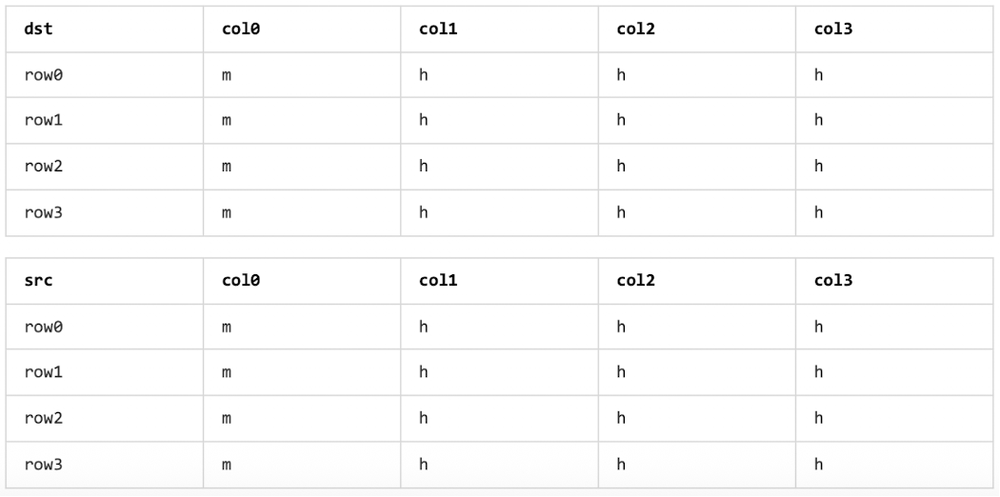 dst col0 col1 col2 col3
row0 m h h h
row1 m h h h
row2 m h h h
row3 m h h h
src col0 col1 col2 col3
row0 m h h h
row1 m h h h
row2 m h h h
row3 m h h h